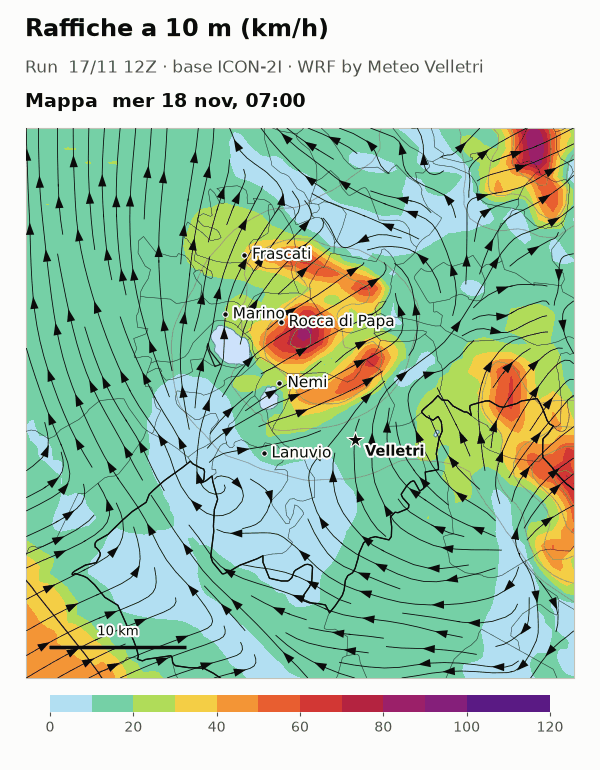 Raffiche a 10 m (km/h)
Run  17/11 12Z · base ICON-2I · WRF by Meteo Velletri
Mappa  mer 18 nov, 07:00
Frascati
Marino
Rocca di Papa
Nemi
Velletri
Lanuvio
10 km
0 20 40 60 80 100 120